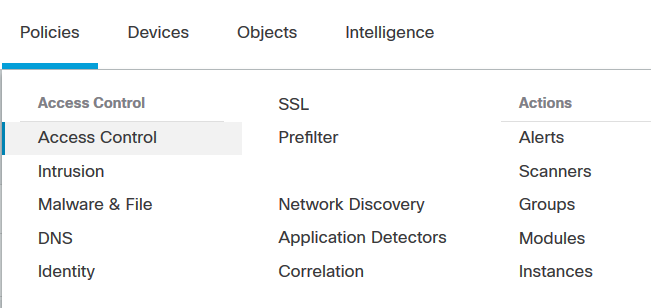 Policies
Devices
Objects
Intelligence
Access Control
Access Control
Intrusion
Malware & File
DNS
Identity
SSL
Prefilter
Network Discovery
Application Detectors
Correlation
Actions
Alerts
Scanners
Groups
Modules
Instances